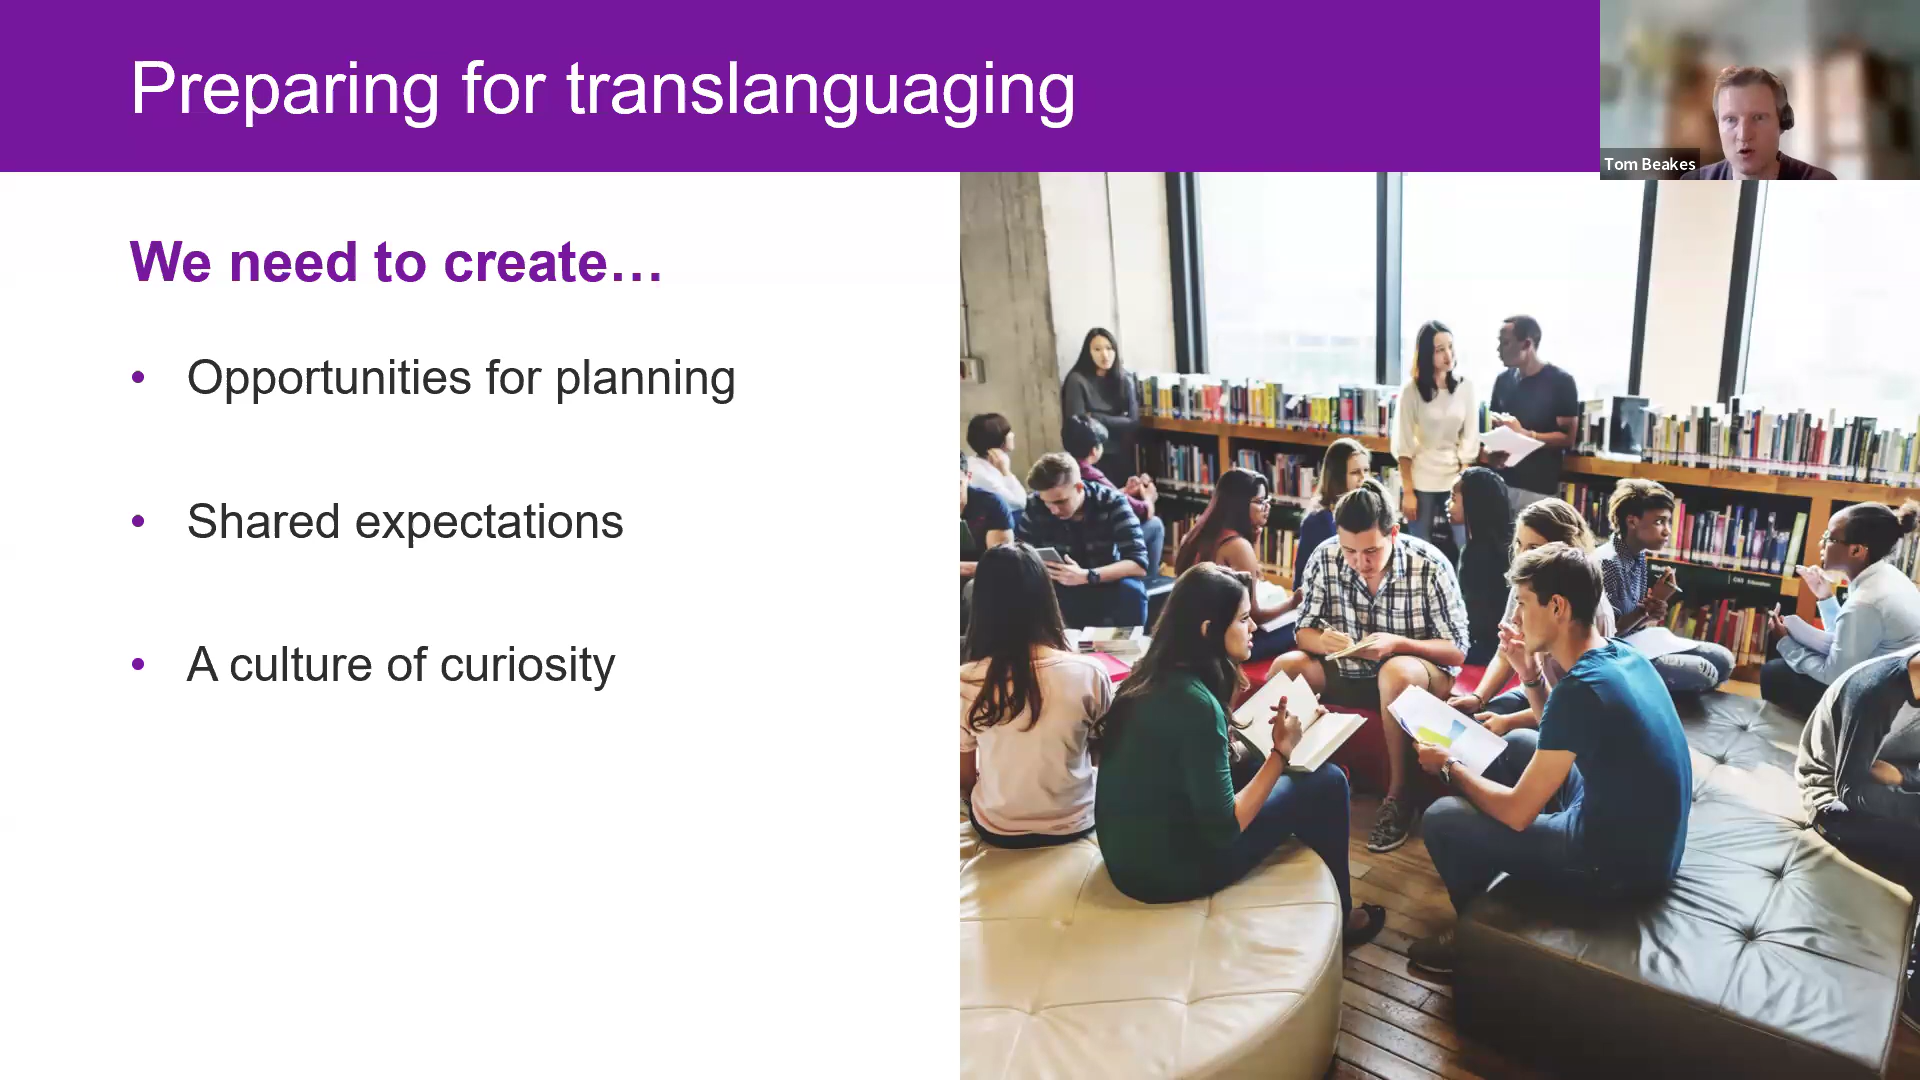 Preparing for translanguaging
Tom Beakes
We need to create…
• Opportunities for planning
• Shared expectations
• A culture of curiosity